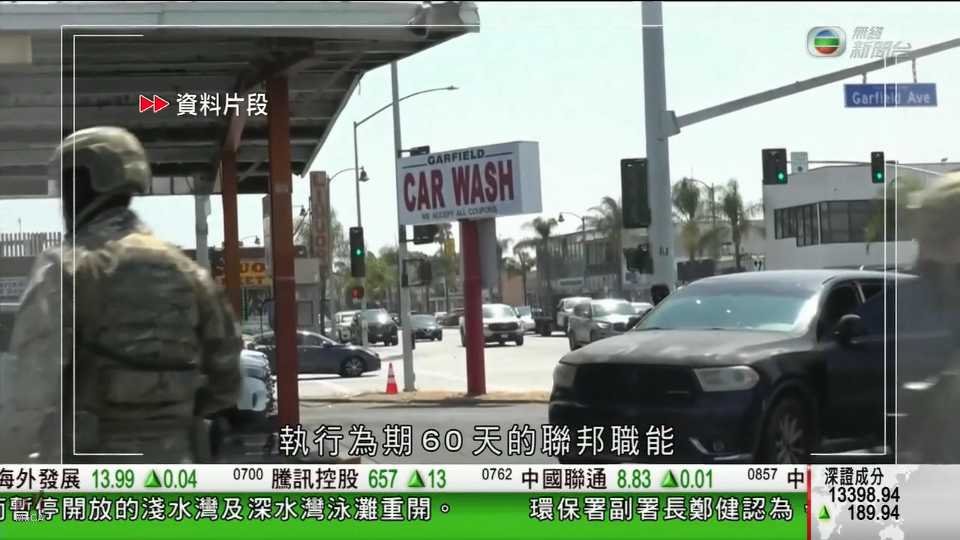 無綫
新聞台
Garfield Ave
資料片段
GARFIELD
CAR WASH
WE ACCEPT ALL COUPONS
LIQUOR
執行為期60天的聯邦職能
海外發展 13.99 ▲0.04 0700 騰訊控股 657 ▲13 0762 中國聯通 8.83 ▲0.01 0857 中
深證成分
13398.94
▲ 189.94
而暫停開放的淺水灣及深水灣泳灘重開。 環保署副署長鄭健認為，